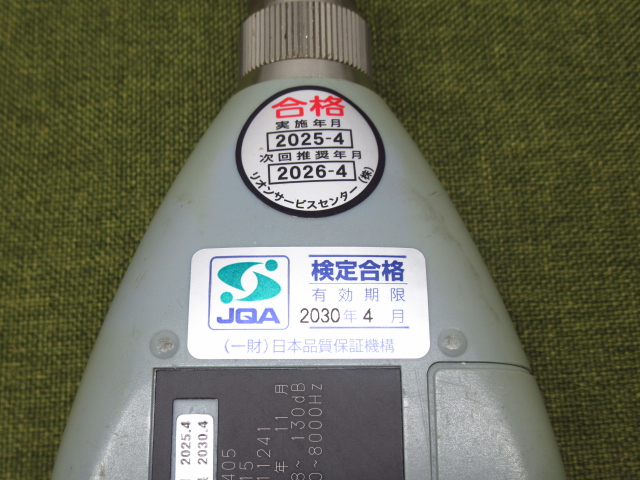 合格
実施年月
2025-4
次回推奨年月
2026-4
リオンサービスセンター(株)
JQA
検定合格
有効期限
2030年4月
(一財)日本品質保証機構
2025.4
2030.4
405
15
11241
年 11 月
8~ 130dB
0~8000Hz